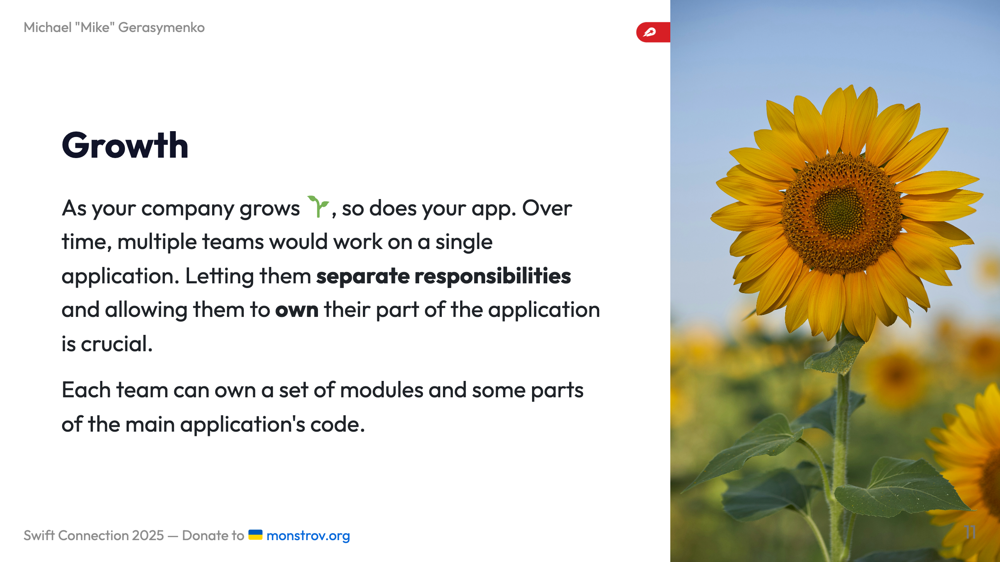 Michael "Mike" Gerasymenko
Growth
As your company grows 🌱, so does your app. Over
time, multiple teams would work on a single
application. Letting them separate responsibilities
and allowing them to own their part of the application
is crucial.
Each team can own a set of modules and some parts
of the main application's code.
Swift Connection 2025 — Donate to 🇺🇦 monstrov.org
11